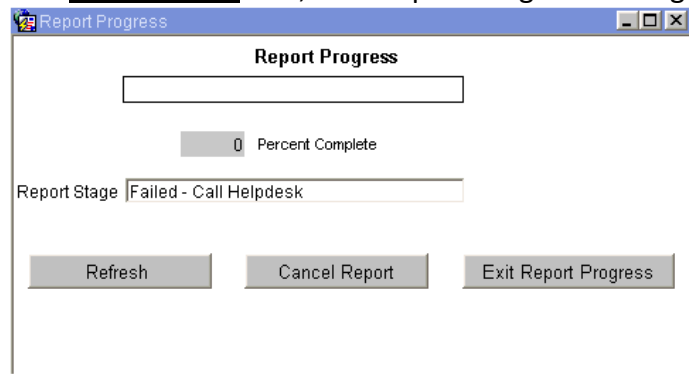 Report Progress
Report Progress
0 Percent Complete
Report Stage Failed - Call Helpdesk
Refresh Cancel Report Exit Report Progress